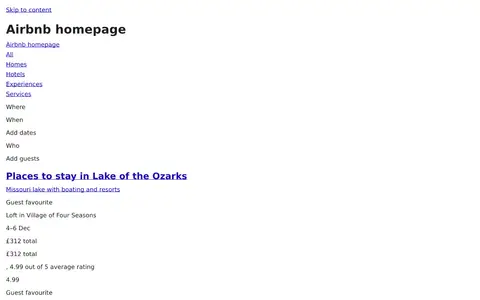 Skip to content
Airbnb homepage
Airbnb homepage
All
Homes
Hotels
Experiences
Services
Where
When
Add dates
Who
Add guests
Places to stay in Lake of the Ozarks
Missouri lake with boating and resorts
Guest favourite
Loft in Village of Four Seasons
4–6 Dec
£312 total
£312 total
, 4.99 out of 5 average rating
4.99
Guest favourite